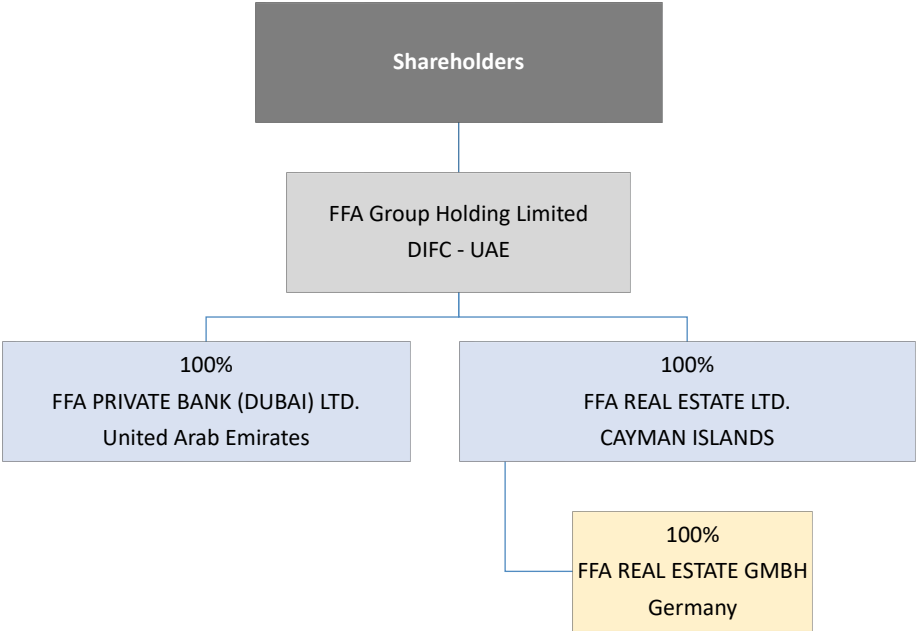 Shareholders
FFA Group Holding Limited
DIFC - UAE
100%
FFA PRIVATE BANK (DUBAI) LTD.
United Arab Emirates
100%
FFA REAL ESTATE LTD.
CAYMAN ISLANDS
100%
FFA REAL ESTATE GMBH
Germany